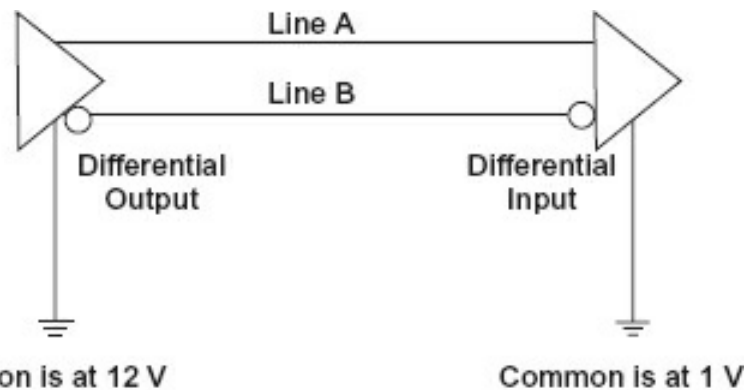 Line A
Line B
Differential
Output
Differential
Input
on is at 12 V
Common is at 1 V